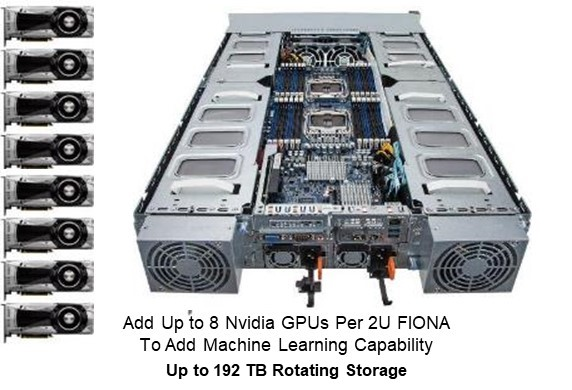 Add Up to 8 Nvidia GPUs Per 2U FIONA
To Add Machine Learning Capability
Up to 192 TB Rotating Storage